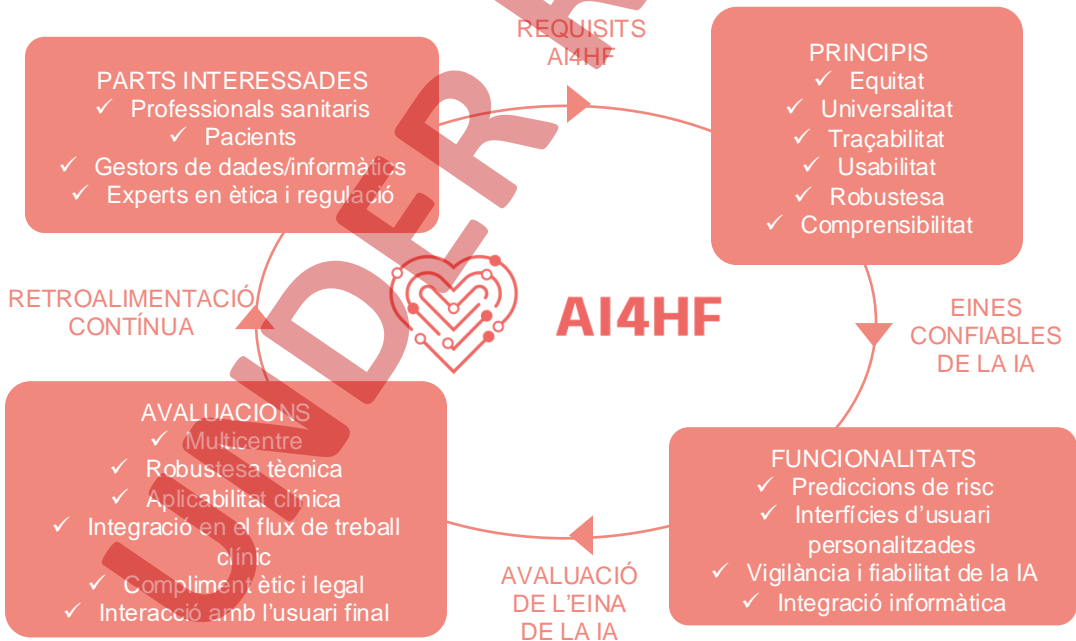 REQUISITS
AI4HF
PARTS INTERESSADES
✓ Professionals sanitaris
✓ Pacients
✓ Gestors de dades/informàtics
✓ Experts en ètica i regulació
PRINCIPIS
✓ Equitat
✓ Universalitat
✓ Traçabilitat
✓ Usabilitat
✓ Robustesa
✓ Comprensibilitat
RETROALIMENTACIÓ
CONTÍNUA
AI4HF
EINES
CONFIABLES
DE LA IA
AVALUACIONS
✓ Multicentre
✓ Robustesa tècnica
✓ Aplicabilitat clínica
✓ Integració en el flux de treball
clínic
✓ Compliment ètic i legal
✓ Interacció amb l'usuari final
FUNCIONALITATS
✓ Prediccions de risc
✓ Interfícies d'usuari
personalitzades
✓ Vigilància i fiabilitat de la IA
✓ Integració informàtica
AVALUACIÓ
DE L'EINA
DE LA IA
UNDER